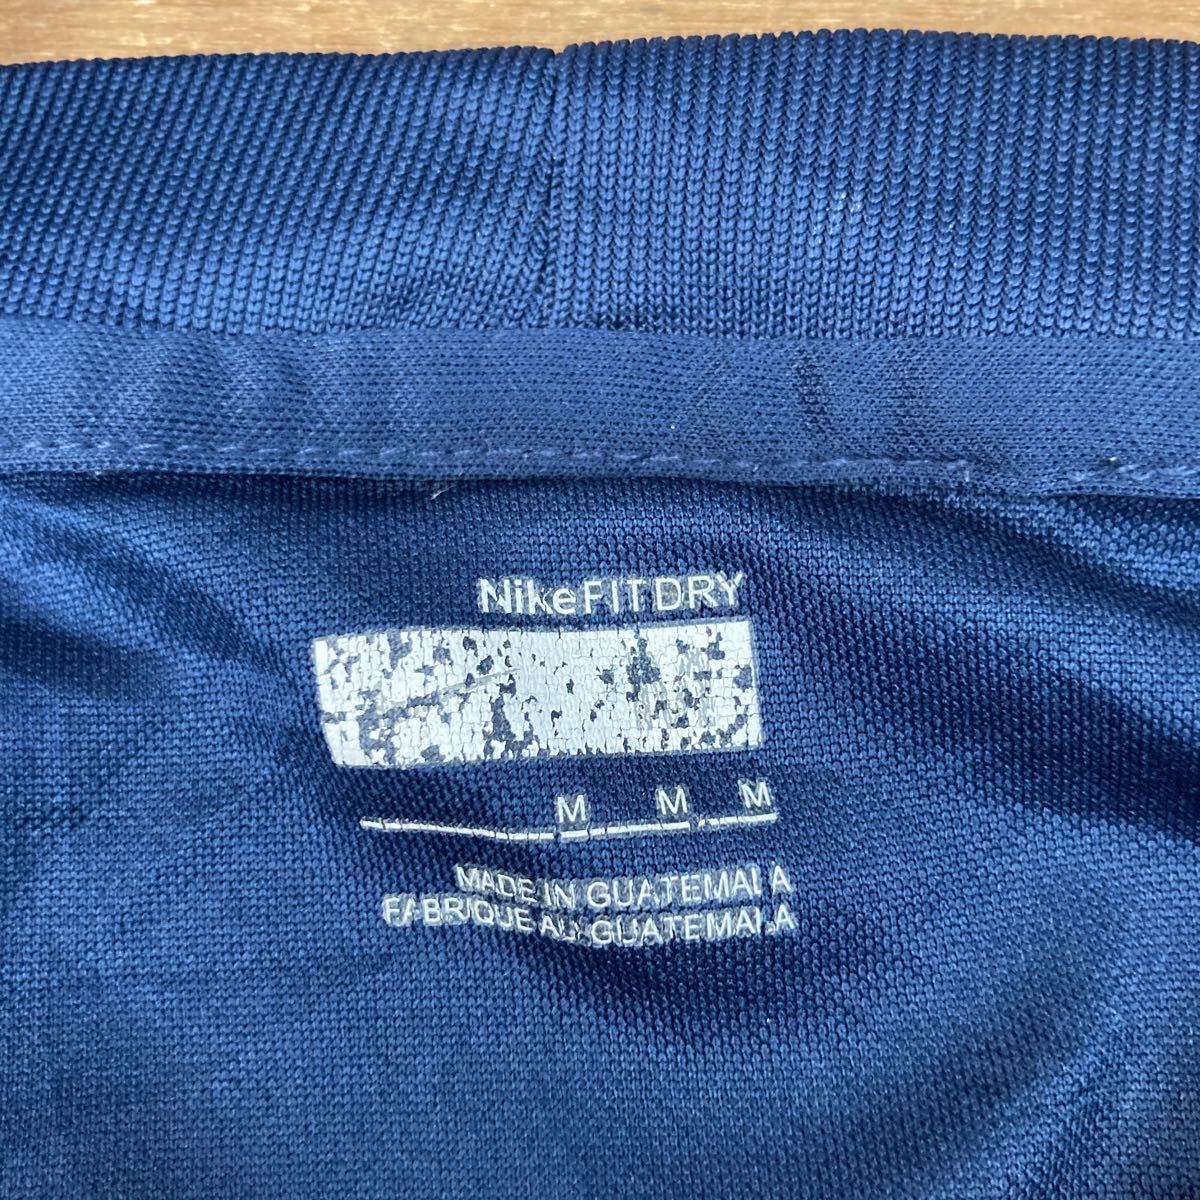 NikeFITDRY
M M M
MADE IN GUATEMALA
FABRIQUE AU GUATEMALA